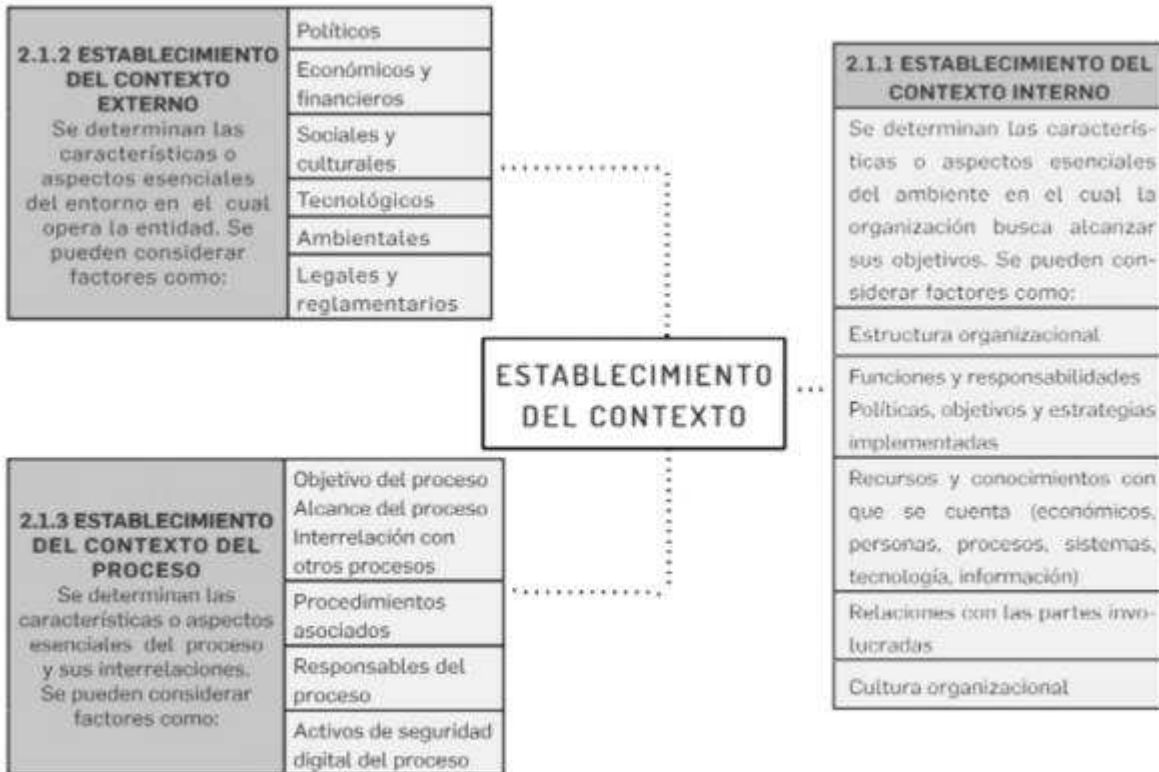 2.1.2 ESTABLECIMIENTO
DEL CONTEXTO
EXTERNO
Se determinan las
características o
aspectos esenciales
del entorno en el cual
opera la entidad. Se
pueden considerar
factores como:
Políticos
Económicos y
financieros
Sociales y
culturales
Tecnológicos
Ambientales
Legales y
reglamentarios
ESTABLECIMIENTO
DEL CONTEXTO
2.1.1 ESTABLECIMIENTO DEL
CONTEXTO INTERNO
Se determinan las caracterís-
ticas o aspectos esenciales
del ambiente en el cual la
organización busca alcanzar
sus objetivos. Se pueden con-
siderar factores como:
Estructura organizacional
Funciones y responsabilidades
Políticas, objetivos y estrategias
implementadas
Recursos y conocimientos con
que se cuenta (económicos,
personas, procesos, sistemas,
tecnología, información)
Relaciones con las partes invo-
lucradas
Cultura organizacional
2.1.3 ESTABLECIMIENTO
DEL CONTEXTO DEL
PROCESO
Se determinan las
características o aspectos
esenciales del proceso
y sus interrelaciones.
Se pueden considerar
factores como:
Objetivo del proceso
Alcance del proceso
Interrelación con
otros procesos
Procedimientos
asociados
Responsables del
proceso
Activos de seguridad
digital del proceso